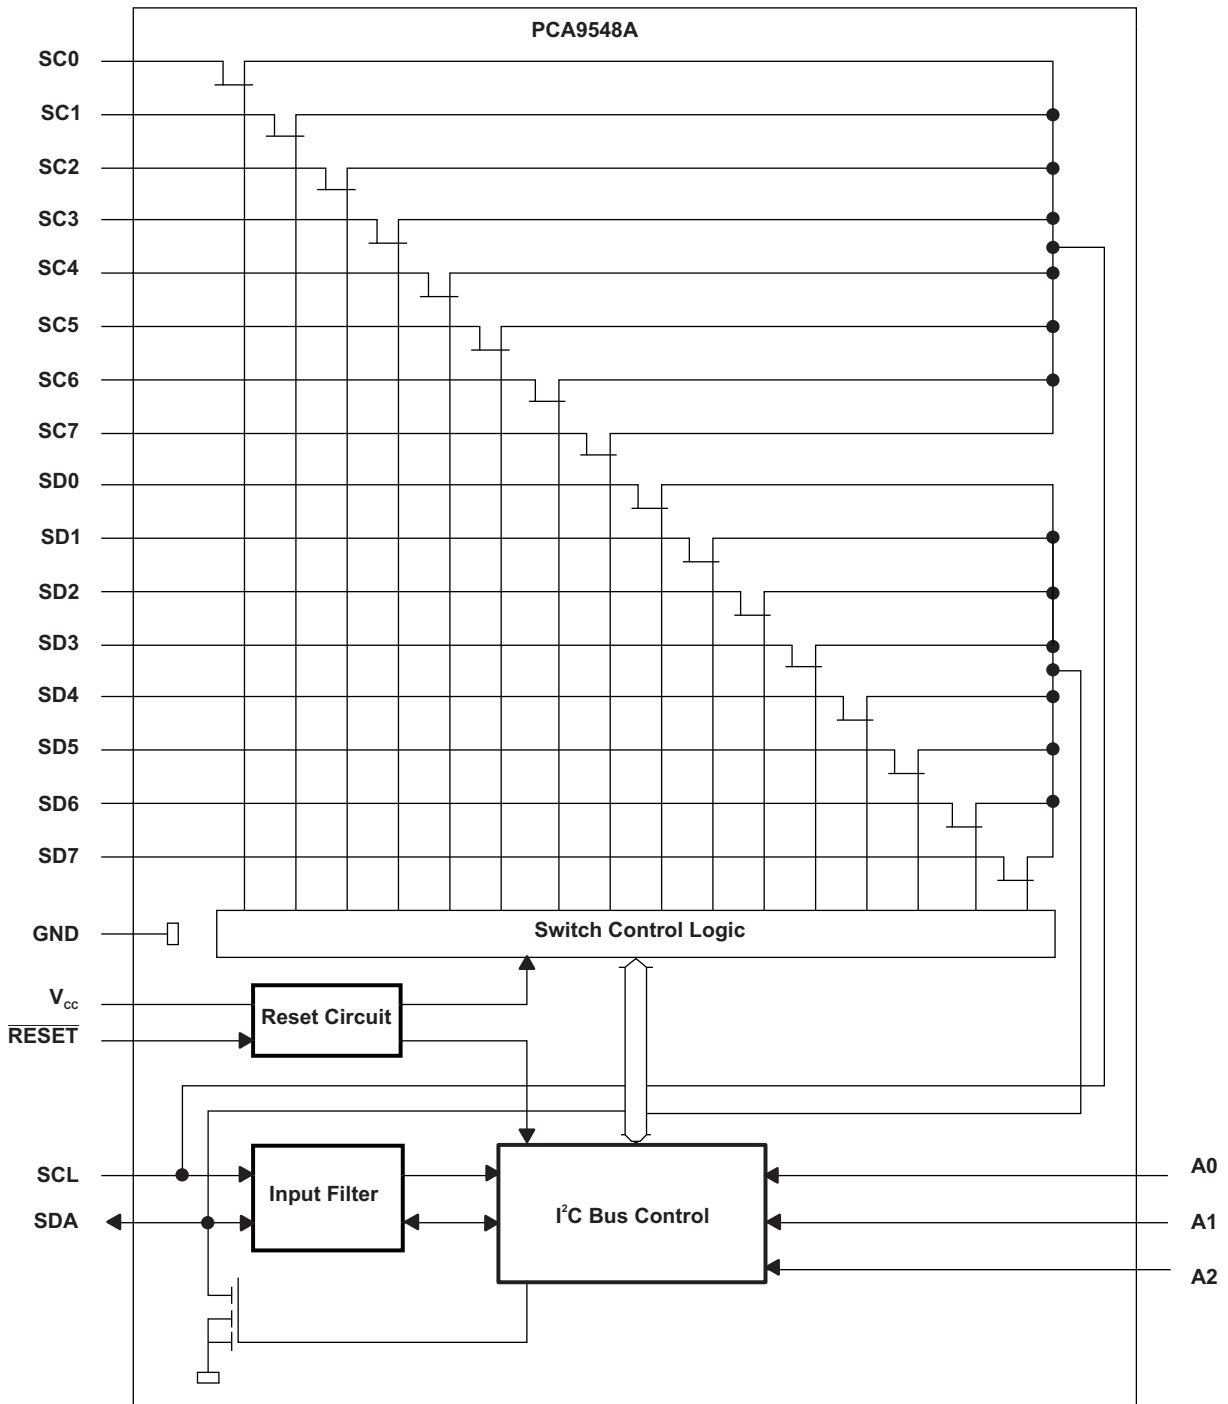 PCA9548A
SC0
SC1
SC2
SC3
SC4
SC5
SC6
SC7
SD0
SD1
SD2
SD3
SD4
SD5
SD6
SD7
GND
Switch Control Logic
VCC
RESET
Reset Circuit
SCL
SDA
Input Filter
I²C Bus Control
A0
A1
A2